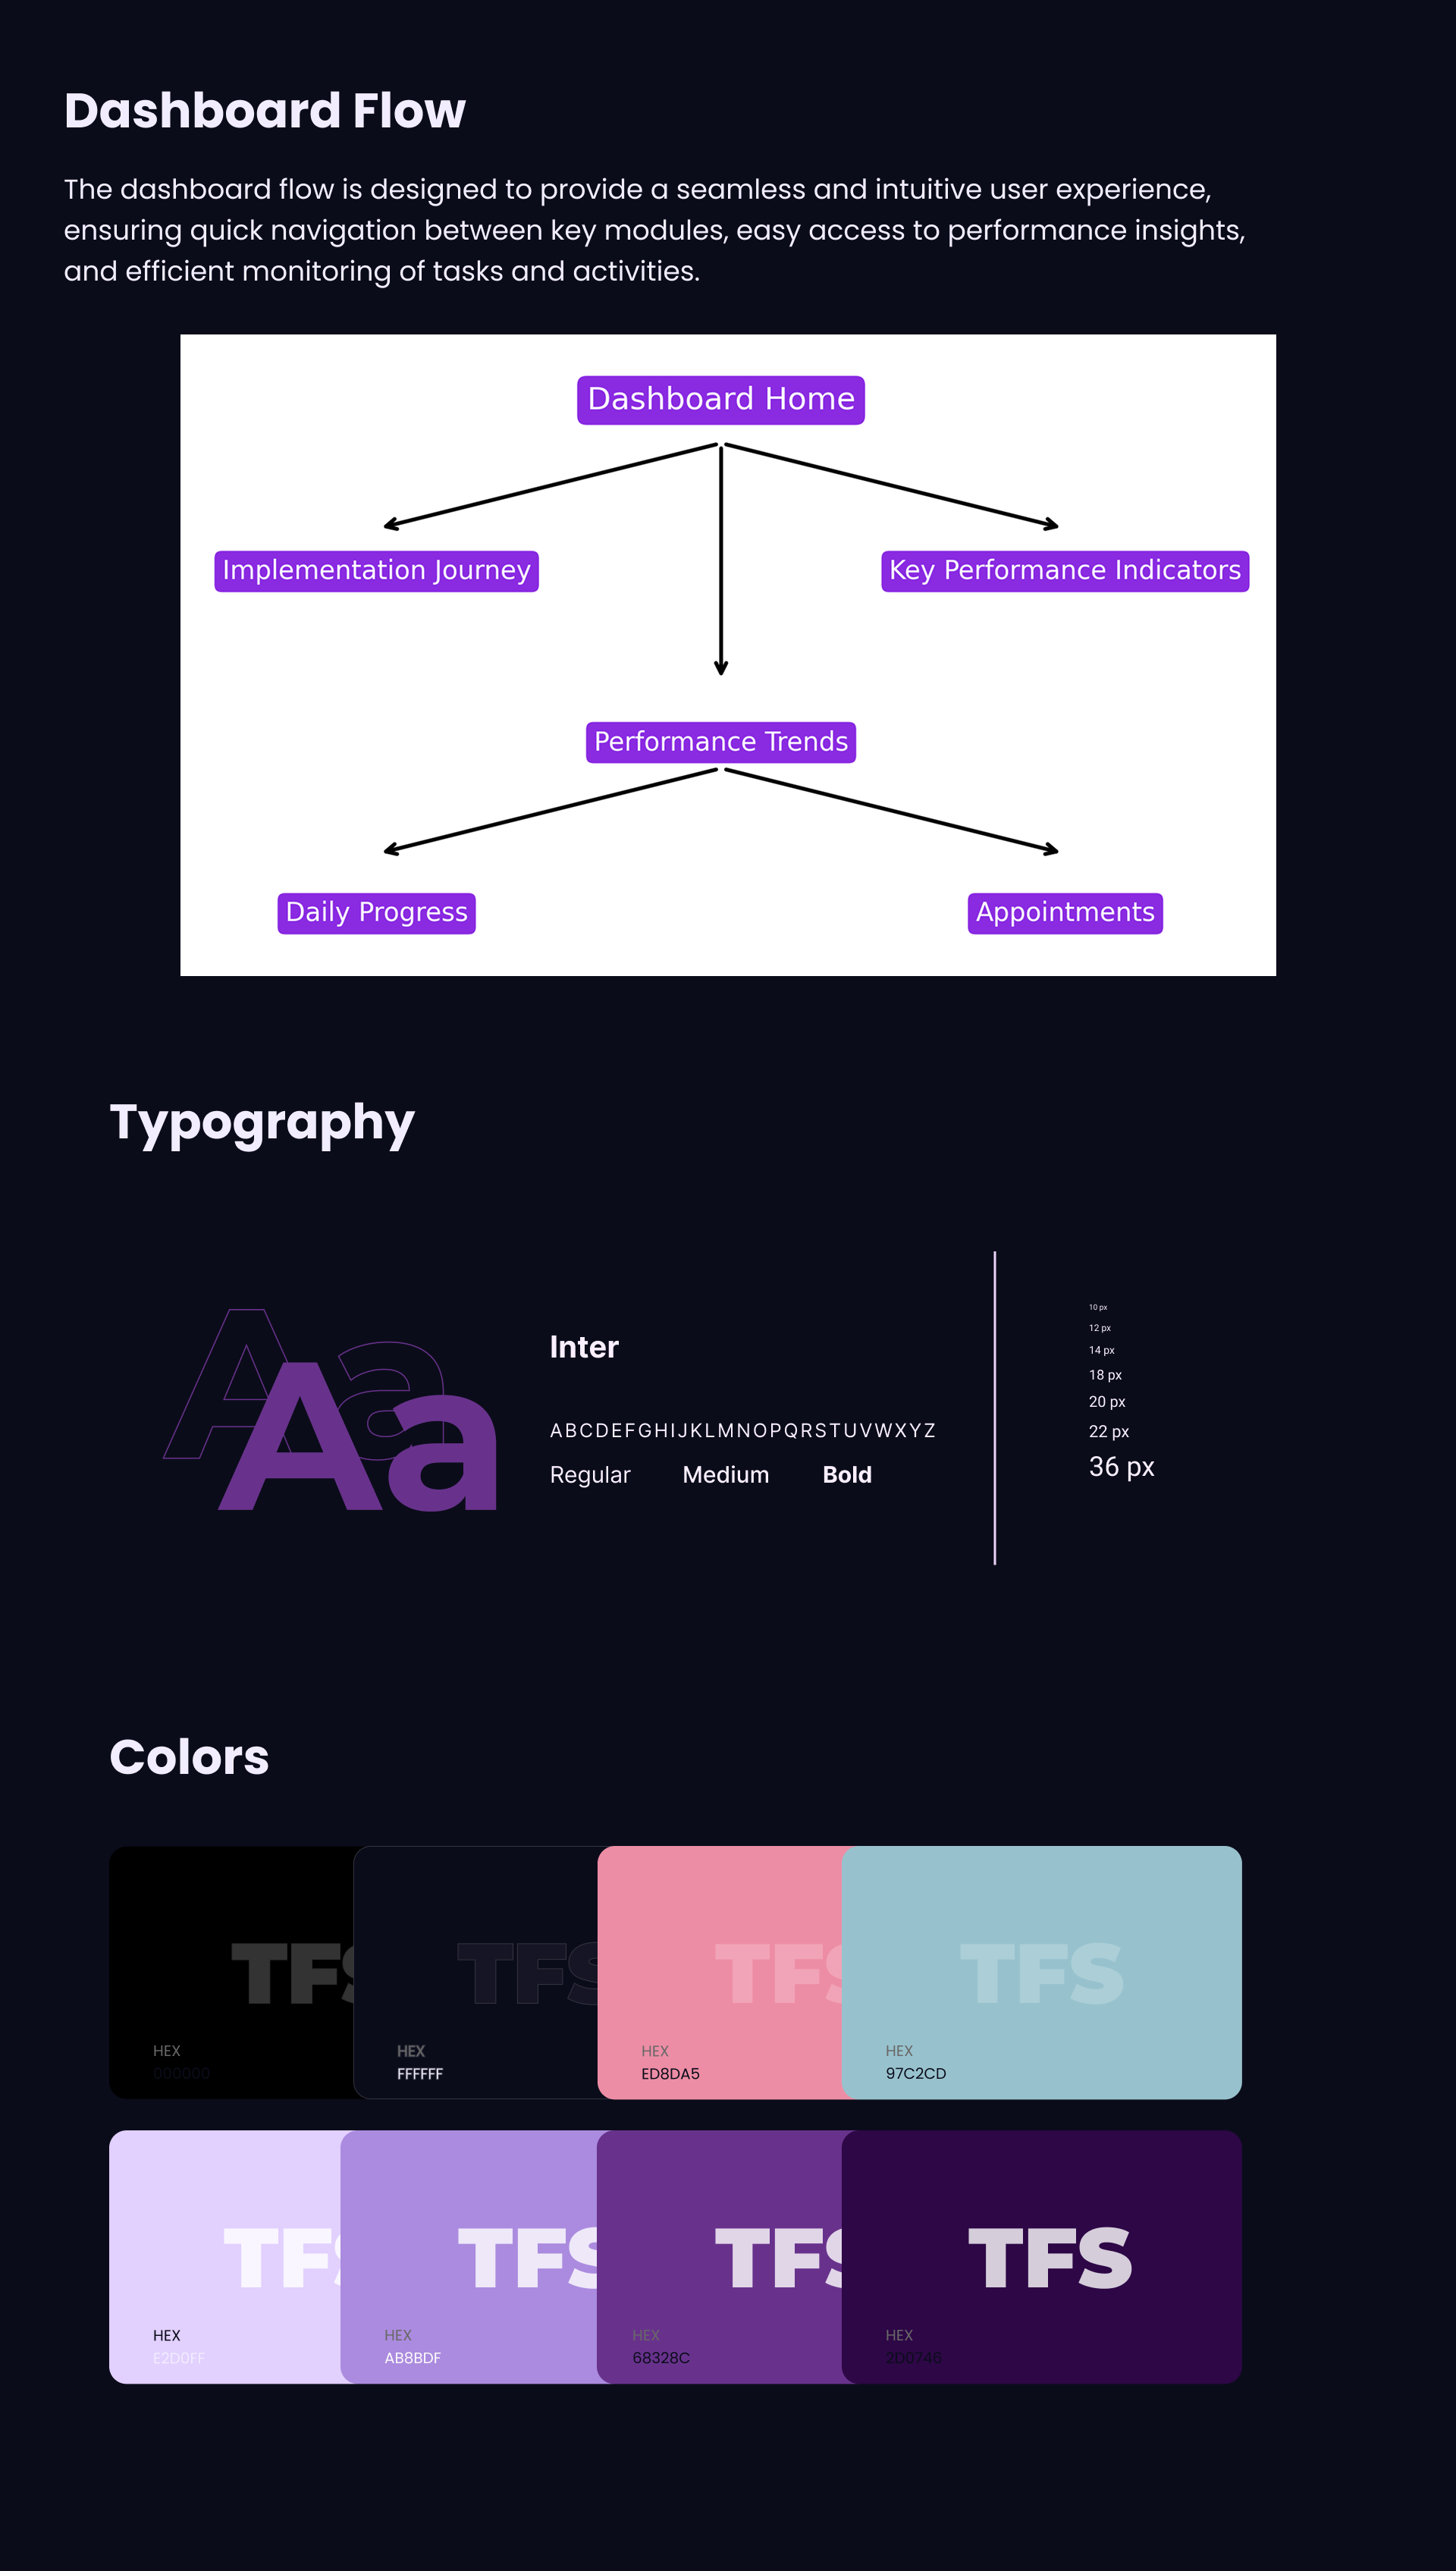 Dashboard Flow
The dashboard flow is designed to provide a seamless and intuitive user experience,
ensuring quick navigation between key modules, easy access to performance insights,
and efficient monitoring of tasks and activities.
Dashboard Home
Implementation Journey
Key Performance Indicators
Performance Trends
Daily Progress
Appointments
Typography
Aa
Aa
Inter
ABCDEFGHIJKLMNOPQRSTUVWXYZ
Regular Medium Bold
10 px
12 px
14 px
18 px
20 px
22 px
36 px
Colors
TFS
HEX
000000
TFS
HEX
FFFFFF
TFS
HEX
ED8DA5
TFS
HEX
97C2CD
TFS
HEX
E2D0FF
TFS
HEX
AB8BDF
TFS
HEX
68328C
TFS
HEX
2D0746